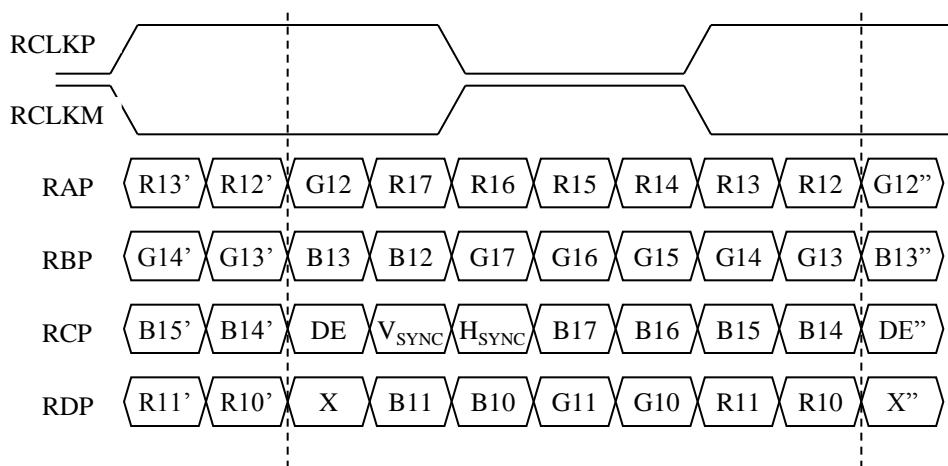 RCLKP
RCLKM
RAP R13’ R12’ G12 R17 R16 R15 R14 R13 R12 G12”
RBP G14’ G13’ B13 B12 G17 G16 G15 G14 G13 B13”
RCP B15’ B14’ DE VSYNC HSYNC B17 B16 B15 B14 DE”
RDP R11’ R10’ X B11 B10 G11 G10 R11 R10 X”